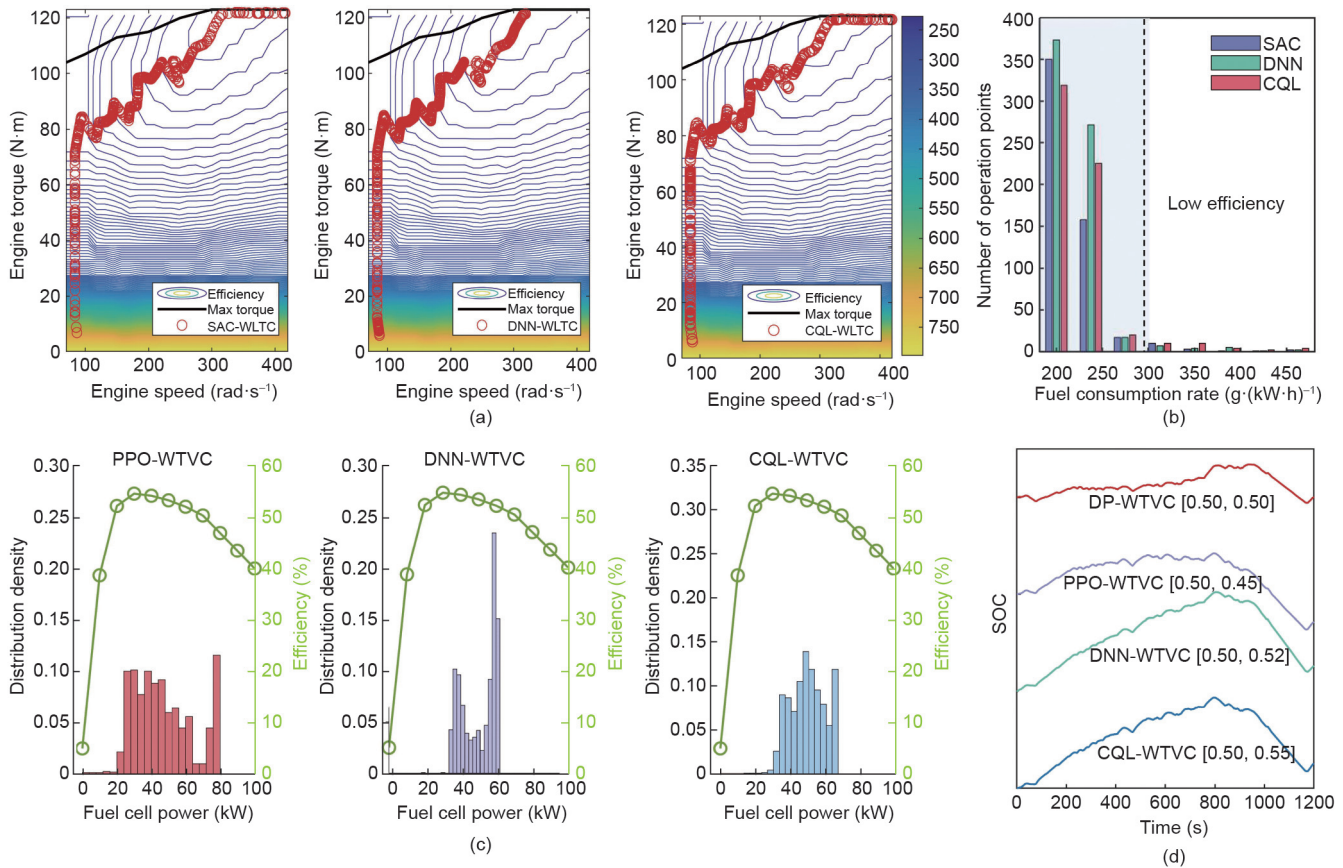 Engine torque (N·m)
120
100
80
60
40
20
0
Efficiency
Max torque
SAC-WLTC
100
200
300
400
Engine speed (rad·s⁻¹)
Engine torque (N·m)
120
100
80
60
40
20
0
Efficiency
Max torque
DNN-WLTC
100
200
300
400
Engine speed (rad·s⁻¹)
(a)
Engine torque (N·m)
120
100
80
60
40
20
0
Efficiency
Max torque
CQL-WLTC
100
200
300
400
Engine speed (rad·s⁻¹)
250
300
350
400
450
500
550
600
650
700
750
Number of operation points
400
350
300
250
200
150
100
50
0
SAC
DNN
CQL
Low efficiency
200
250
300
350
400
450
Fuel consumption rate (g·(kW·h)⁻¹)
(b)
PPO-WTVC
Distribution density
0.30
0.25
0.20
0.15
0.10
0.05
0
60
50
40
30
20
10
0
Efficiency (%)
0
20
40
60
80
100
Fuel cell power (kW)
DNN-WTVC
Distribution density
0.30
0.25
0.20
0.15
0.10
0.05
0
60
50
40
30
20
10
0
Efficiency (%)
0
20
40
60
80
100
Fuel cell power (kW)
(c)
CQL-WTVC
Distribution density
0.35
0.30
0.25
0.20
0.15
0.10
0.05
0
60
50
40
30
20
10
0
Efficiency (%)
0
20
40
60
80
100
Fuel cell power (kW)
SOC
DP-WTVC [0.50, 0.50]
PPO-WTVC [0.50, 0.45]
DNN-WTVC [0.50, 0.52]
CQL-WTVC [0.50, 0.55]
0
200
400
600
800
1000
1200
Time (s)
(d)